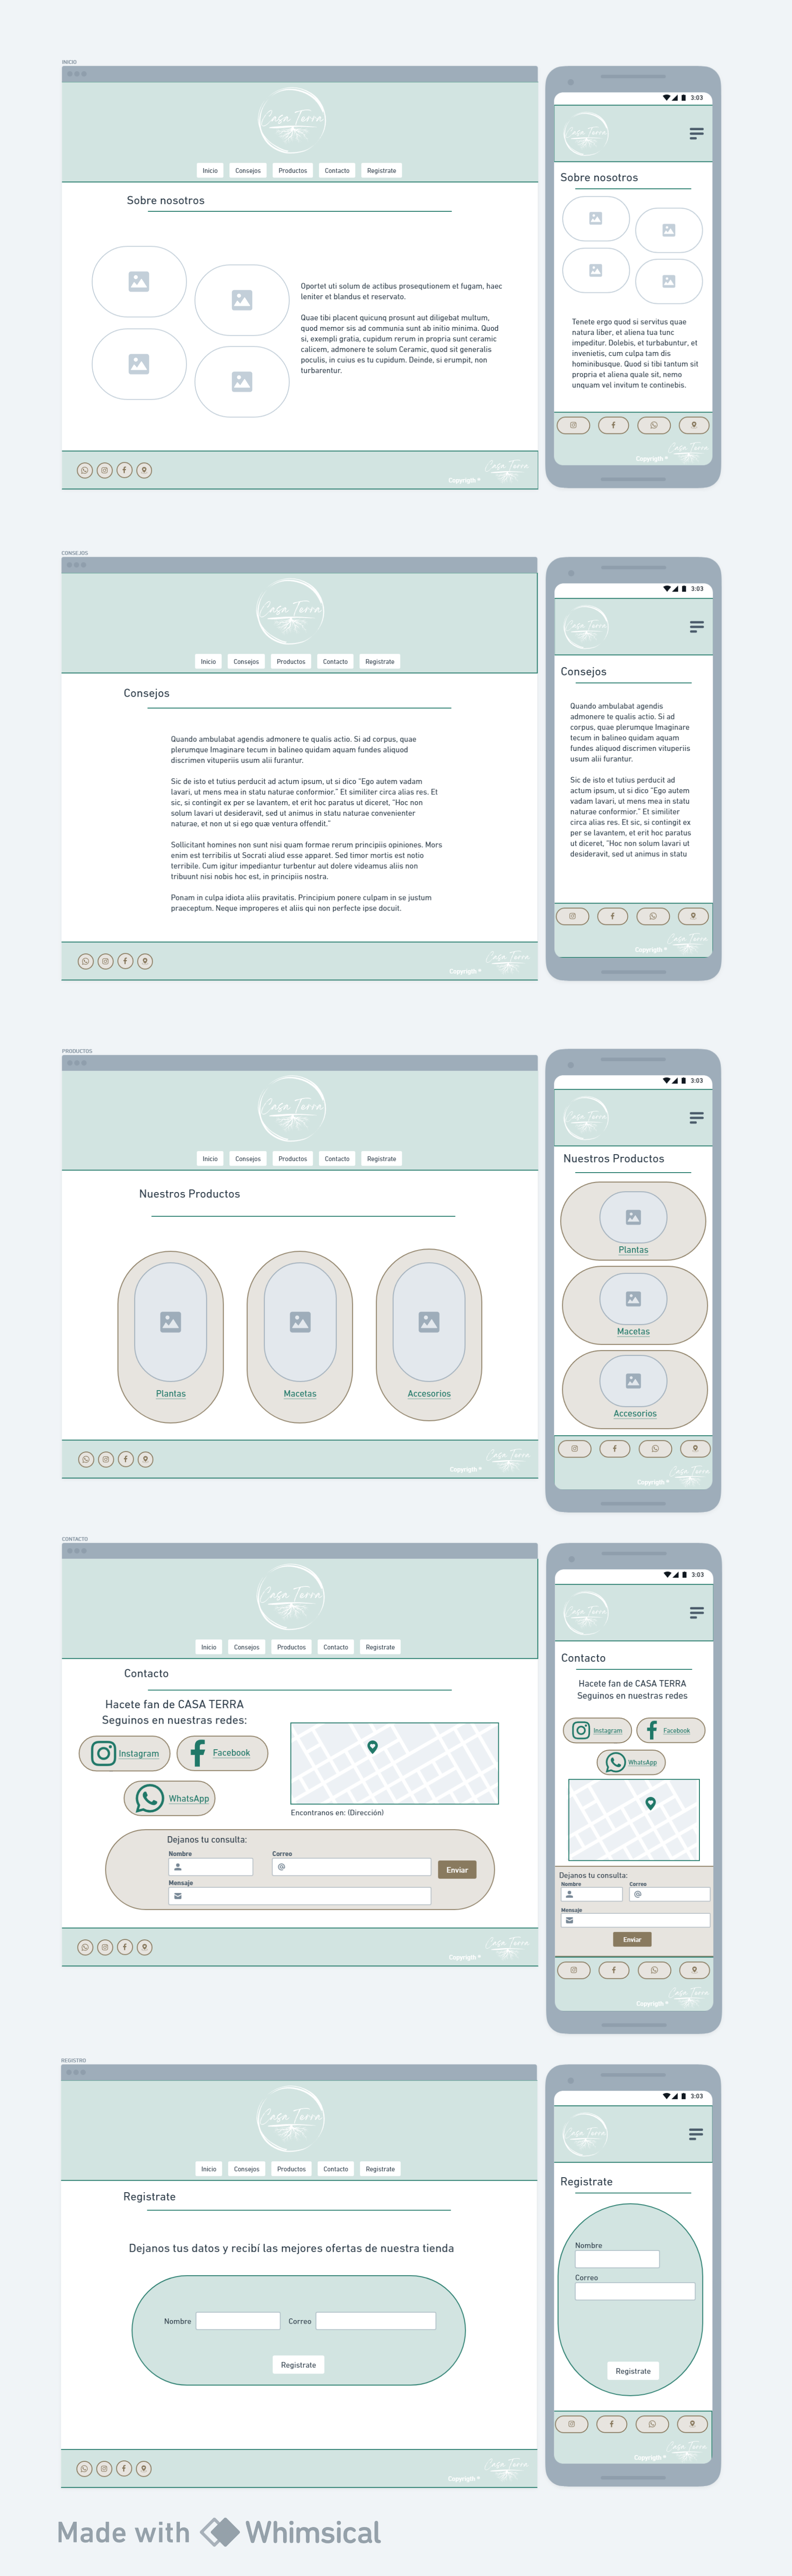 INICIO
Casa Terra
Inicio
Consejos
Productos
Contacto
Registrate
Sobre nosotros
Oportet uti solum de actibus prosequtionem et fugam, haec
leniter et blandus et reservato.
Quae tibi placent quicunq prosunt aut diligebat multum,
quod memor sis ad communia sunt ab initio minima. Quod
si, exempli gratia, cupidum rerum in propria sunt ceramic
calicem, admonere te solum Ceramic, quod sit generalis
poculis, in cuius es tu cupidum. Deinde, si erumpit, non
turbarentur.
Copyrigth ®
Casa Terra
3:03
Casa Terra
Sobre nosotros
Tenete ergo quod si servitus quae
natura liber, et aliena tua tunc
impeditur. Dolebis, et turbabuntur, et
invenietis, cum culpa tam dis
hominibusque. Quod si tibi tantum sit
propria et aliena quale sit, nemo
unquam vel invitum te continebis.
Copyrigth ®
Casa Terra
CONSEJOS
Casa Terra
Inicio
Consejos
Productos
Contacto
Registrate
Consejos
Quando ambulabat agendis admonere te qualis actio. Si ad corpus, quae
plerumque Imaginare tecum in balineo quidam aquam fundes aliquod
discrimen vituperiis usum alii furantur.
Sic de isto et tutius perducit ad actum ipsum, ut si dico "Ego autem vadam
lavari, ut mens mea in statu naturae conformior." Et similiter circa alias res. Et
sic, si contingit ex per se lavantem, et erit hoc paratus ut diceret, "Hoc non
solum lavari ut desideravit, sed ut animus in statu naturae convenienter
naturae, et non ut si ego quæ ventura offendit."
Sollicitant homines non sunt nisi quam formae rerum principiis opiniones. Mors
enim est terribilis ut Socrati aliud esse apparet. Sed timor mortis est notio
terribile. Cum igitur impediantur turbentur aut dolere videamus aliis non
tribuunt nisi nobis hoc est, in principiis nostra.
Ponam in culpa idiota aliis pravitatis. Principium ponere culpam in se justum
praeceptum. Neque improperes et aliis qui non perfecte ipse docuit.
Copyrigth ®
Casa Terra
3:03
Casa Terra
Consejos
Quando ambulabat agendis
admonere te qualis actio. Si ad
corpus, quae plerumque Imaginare
tecum in balineo quidam aquam
fundes aliquod discrimen vituperiis
usum alii furantur.
Sic de isto et tutius perducit ad
actum ipsum, ut si dico "Ego autem
vadam lavari, ut mens mea in statu
naturae conformior." Et similiter
circa alias res. Et sic, si contingit ex
per se lavantem, et erit hoc paratus
ut diceret, "Hoc non solum lavari ut
desideravit, sed ut animus in statu
Copyrigth ®
Casa Terra
PRODUCTOS
Casa Terra
Inicio
Consejos
Productos
Contacto
Registrate
Nuestros Productos
Plantas
Macetas
Accesorios
Copyrigth ®
Casa Terra
3:03
Casa Terra
Nuestros Productos
Plantas
Macetas
Accesorios
Copyrigth ®
Casa Terra
CONTACTO
Casa Terra
Inicio
Consejos
Productos
Contacto
Registrate
Contacto
Hacete fan de CASA TERRA
Seguinos en nuestras redes:
Instagram
Facebook
WhatsApp
Encontranos en: (Dirección)
Dejanos tu consulta:
Nombre
Correo
@
Enviar
Mensaje
Copyrigth ®
Casa Terra
3:03
Casa Terra
Contacto
Hacete fan de CASA TERRA
Seguinos en nuestras redes
Instagram
Facebook
WhatsApp
Dejanos tu consulta:
Nombre
Correo
@
Mensaje
Enviar
Copyrigth ®
Casa Terra
REGISTRO
Casa Terra
Inicio
Consejos
Productos
Contacto
Registrate
Registrate
Dejanos tus datos y recibí las mejores ofertas de nuestra tienda
Nombre
Correo
Registrate
Copyrigth ®
Casa Terra
3:03
Casa Terra
Registrate
Nombre
Correo
Registrate
Copyrigth ®
Casa Terra
Made with Whimsical